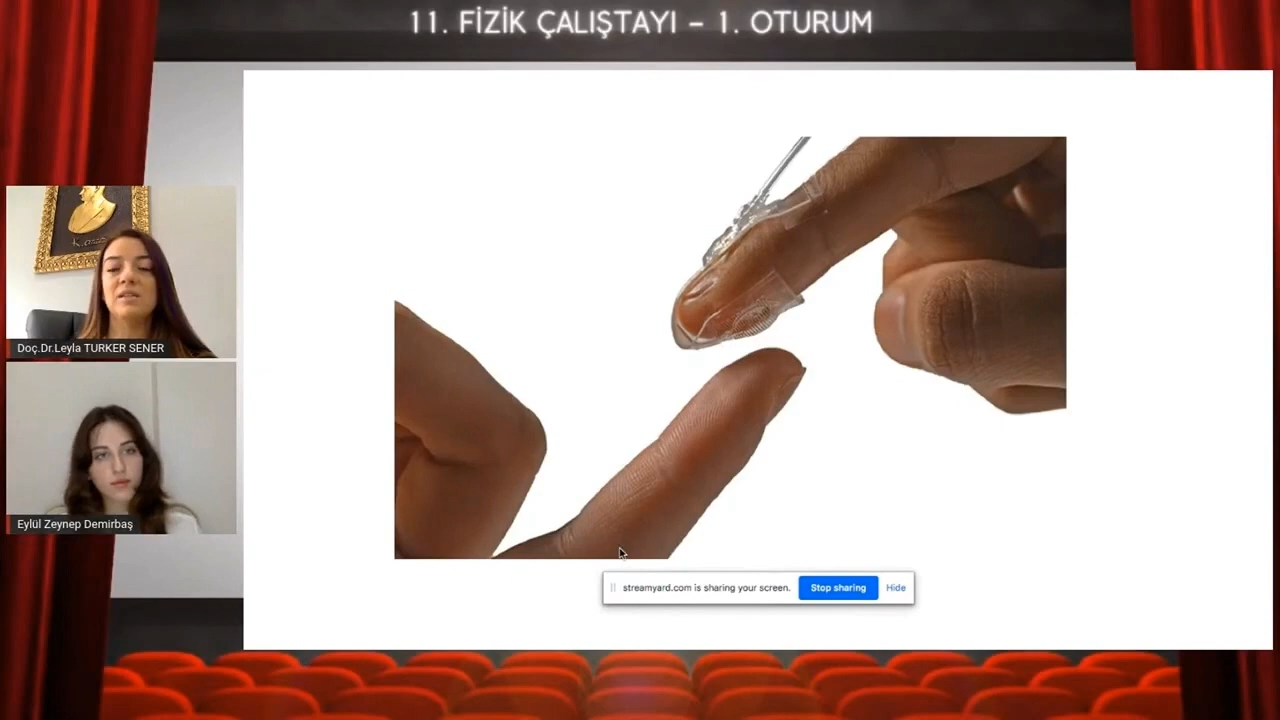 11. FİZİK ÇALIŞTAYI – 1. OTURUM
Doç.Dr.Leyla TURKER SENER
Eylül Zeynep Demirbaş
streamyard.com is sharing your screen.
Stop sharing
Hide